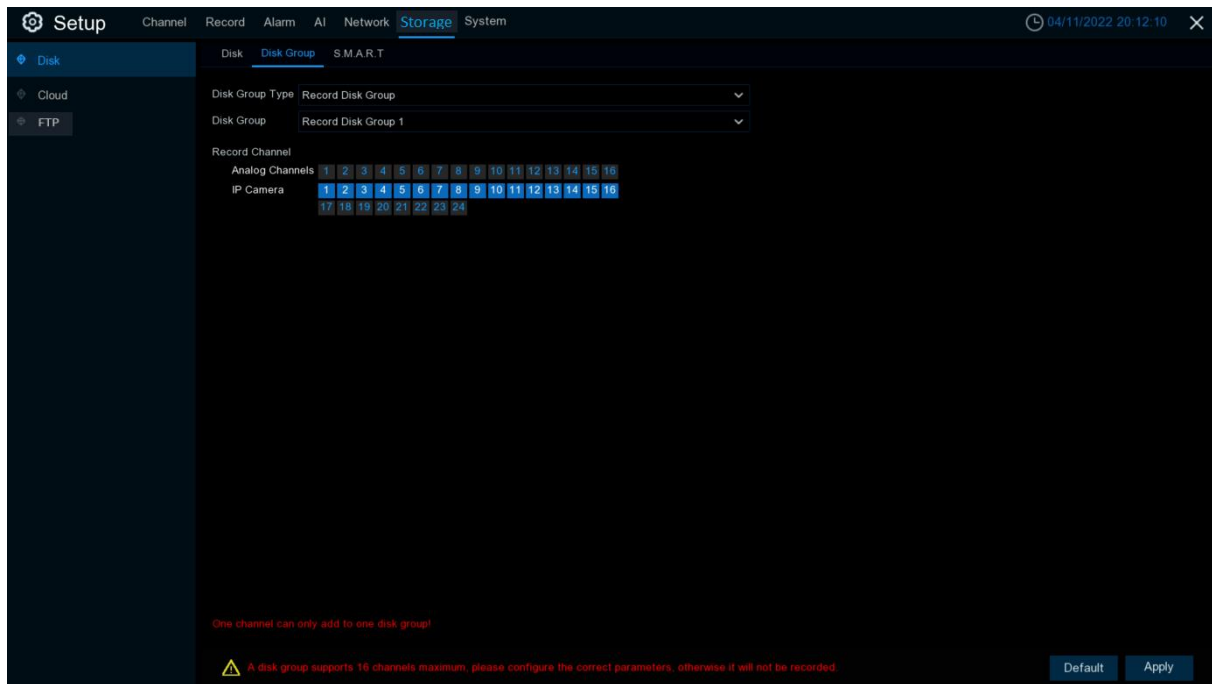 Setup Channel Record Alarm AI Network Storage System 04/11/2022 20:12:10
Disk
Cloud
FTP
Disk Disk Group S.M.A.R.T
Disk Group Type Record Disk Group
Disk Group Record Disk Group 1
Record Channel
Analog Channels 1 2 3 4 5 6 7 8 9 10 11 12 13 14 15 16
IP Camera 1 2 3 4 5 6 7 8 9 10 11 12 13 14 15 16
17 18 19 20 21 22 23 24
One channel can only add to one disk group!
A disk group supports 16 channels maximum, please configure the correct parameters, otherwise it will not be recorded.
Default Apply